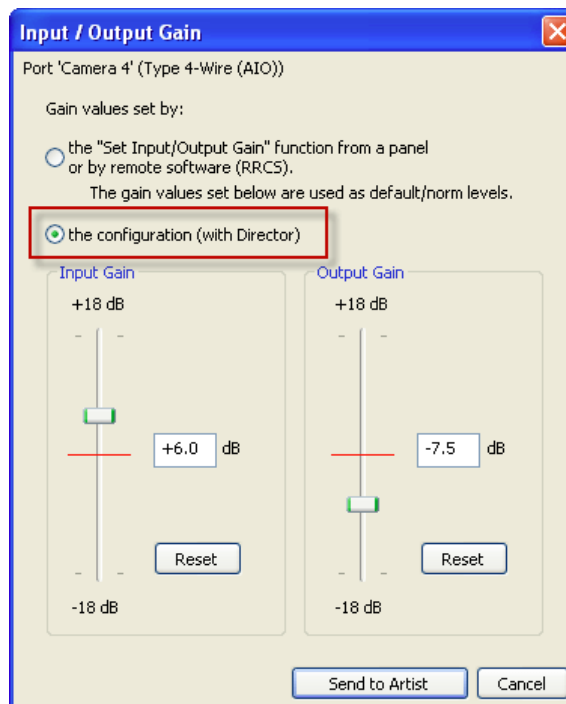 Input / Output Gain
Port 'Camera 4' (Type 4-Wire (AIO))
Gain values set by:
the "Set Input/Output Gain" function from a panel
or by remote software (RRCS).
The gain values set below are used as default/norm levels.
the configuration (with Director)
Input Gain
+18 dB
+6.0 dB
Reset
-18 dB
Output Gain
+18 dB
-7.5 dB
Reset
-18 dB
Send to Artist
Cancel